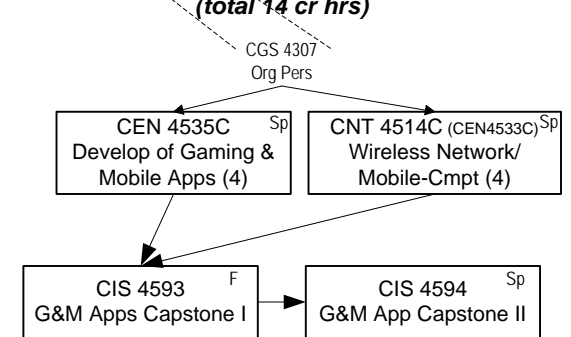 (total 14 cr hrs)
CGS 4307
Org Pers
CEN 4535C Sp
Develop of Gaming &
Mobile Apps (4)
CNT 4514C (CEN4533C) Sp
Wireless Network/
Mobile-Cmpt (4)
CIS 4593 F
G&M Apps Capstone I
CIS 4594 Sp
G&M App Capstone II